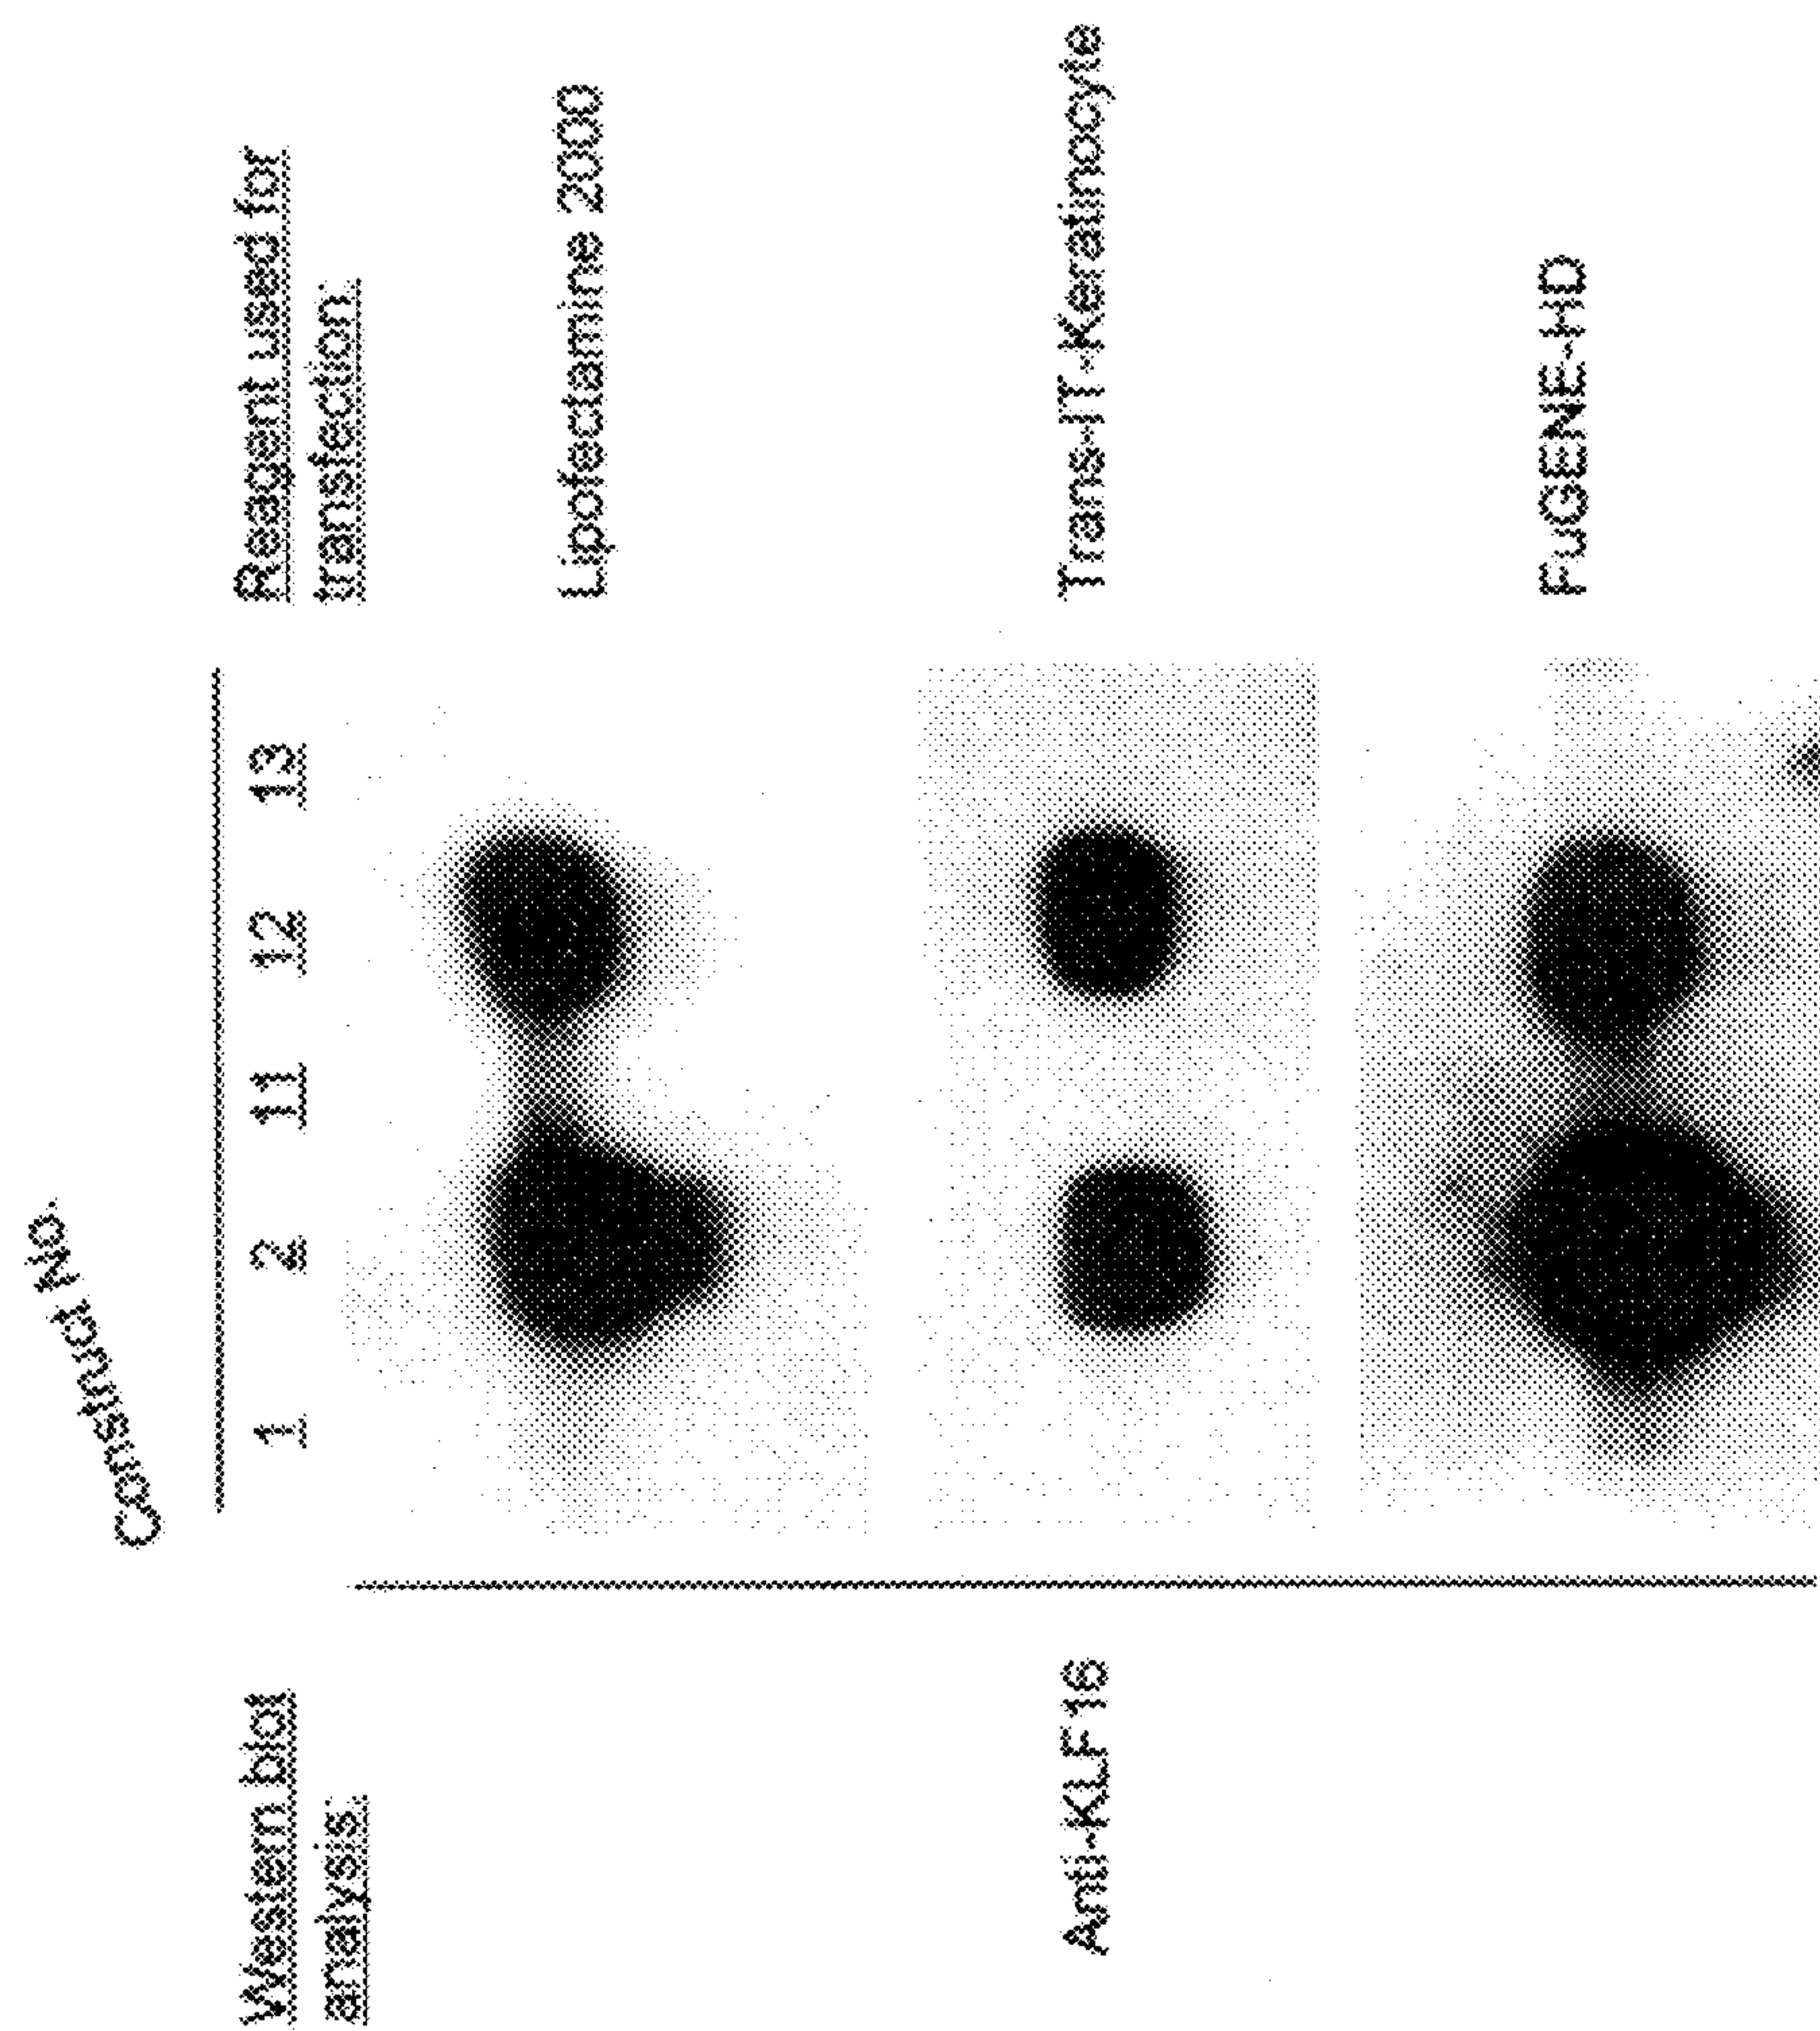 Construct No.
Western blot
analysis:
1 2 11 12 13
Reagent used for
transfection:
Lipofectamine 2000
Anti-KLF16
Trans-IT-Keratinocyte
FuGENE-HD